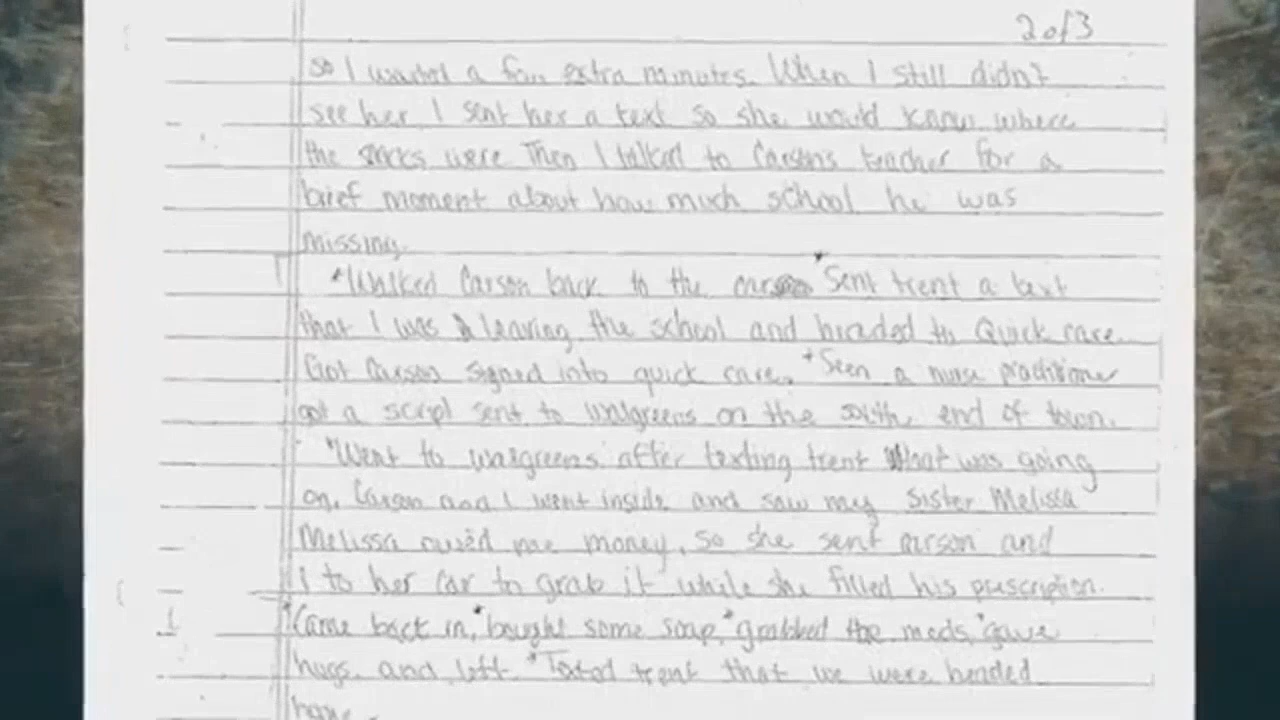 2 of 3
so I waited a few extra minutes. When I still didn't
see her I sent her a text so she would know where
the snacks were Then I talked to Carson's teacher for a
brief moment about how much school he was
missing.
*Walked Carson back to the car *Sent trent a text
that I was leaving the school and headed to Quick care.
Got Carson signed into quick care. *Seen a nurse practitioner
got a script sent to walgreens on the south end of town.
*Went to walgreens after texting trent what was going
on. Carson and I went inside and saw my Sister Melissa
Melissa owed me money, so she sent arson and
I to her car to grab it while she filled his prescription.
*Came back in, *bought some soap, *grabbed the meds, *gave
hugs. and left. *Texted trent that we were headed
home.